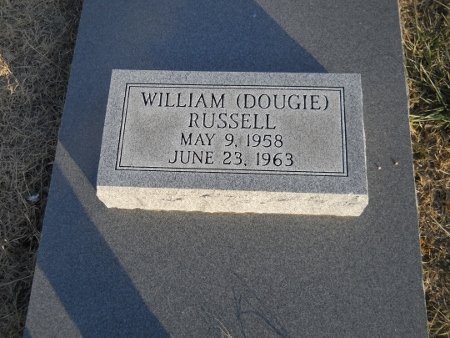 WILLIAM (DOUGIE)
RUSSELL
MAY 9, 1958
JUNE 23, 1963